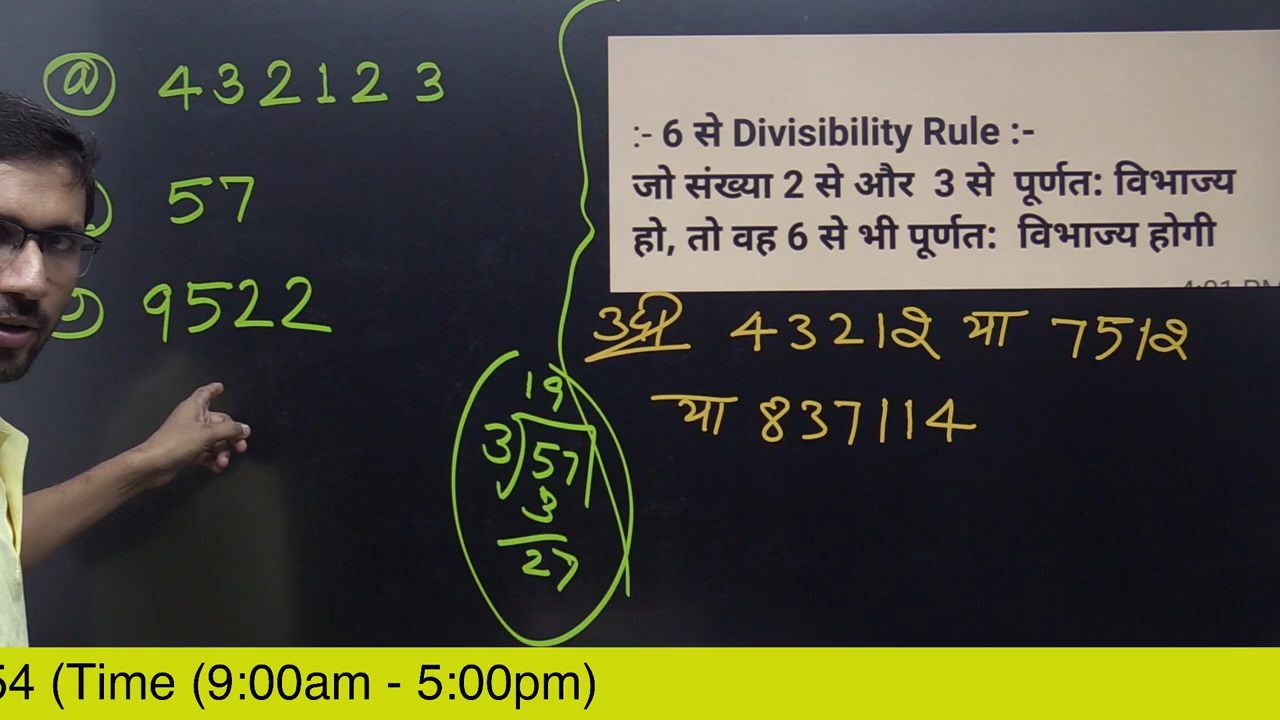 @ 432123
57
9522
:- 6 से Divisibility Rule :-
जो संख्या 2 से और 3 से पूर्णत: विभाज्य
हो, तो वह 6 से भी पूर्णत: विभाज्य होगी
43212 या 7512
या 837114
19
3)57
3
27
54 (Time (9:00am - 5:00pm)